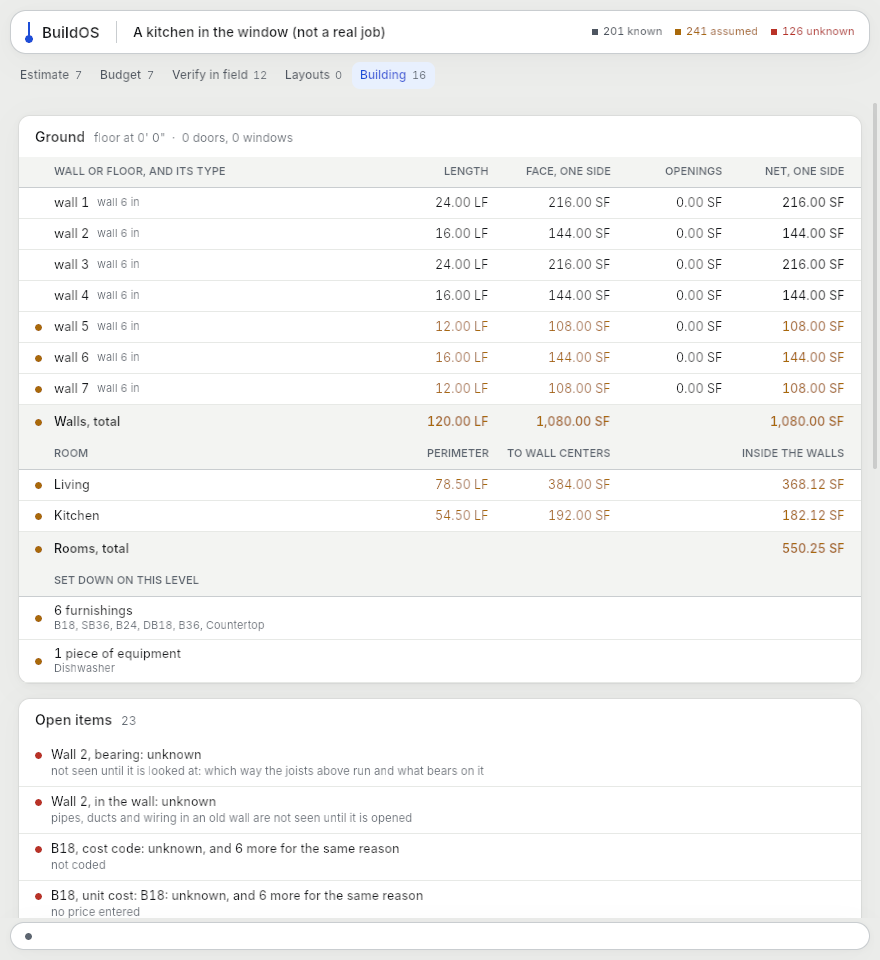 BuildOS
A kitchen in the window (not a real job)
201 known
241 assumed
126 unknown
Estimate 7
Budget 7
Verify in field 12
Layouts 0
Building 16
Ground floor at 0' 0" · 0 doors, 0 windows
WALL OR FLOOR, AND ITS TYPE LENGTH FACE, ONE SIDE OPENINGS NET, ONE SIDE
wall 1 wall 6 in 24.00 LF 216.00 SF 0.00 SF 216.00 SF
wall 2 wall 6 in 16.00 LF 144.00 SF 0.00 SF 144.00 SF
wall 3 wall 6 in 24.00 LF 216.00 SF 0.00 SF 216.00 SF
wall 4 wall 6 in 16.00 LF 144.00 SF 0.00 SF 144.00 SF
wall 5 wall 6 in 12.00 LF 108.00 SF 0.00 SF 108.00 SF
wall 6 wall 6 in 16.00 LF 144.00 SF 0.00 SF 144.00 SF
wall 7 wall 6 in 12.00 LF 108.00 SF 0.00 SF 108.00 SF
Walls, total 120.00 LF 1,080.00 SF 1,080.00 SF
ROOM PERIMETER TO WALL CENTERS INSIDE THE WALLS
Living 78.50 LF 384.00 SF 368.12 SF
Kitchen 54.50 LF 192.00 SF 182.12 SF
Rooms, total 550.25 SF
SET DOWN ON THIS LEVEL
6 furnishings
B18, SB36, B24, DB18, B36, Countertop
1 piece of equipment
Dishwasher
Open items 23
Wall 2, bearing: unknown
not seen until it is looked at: which way the joists above run and what bears on it
Wall 2, in the wall: unknown
pipes, ducts and wiring in an old wall are not seen until it is opened
B18, cost code: unknown, and 6 more for the same reason
not coded
B18, unit cost: B18: unknown, and 6 more for the same reason
no price entered